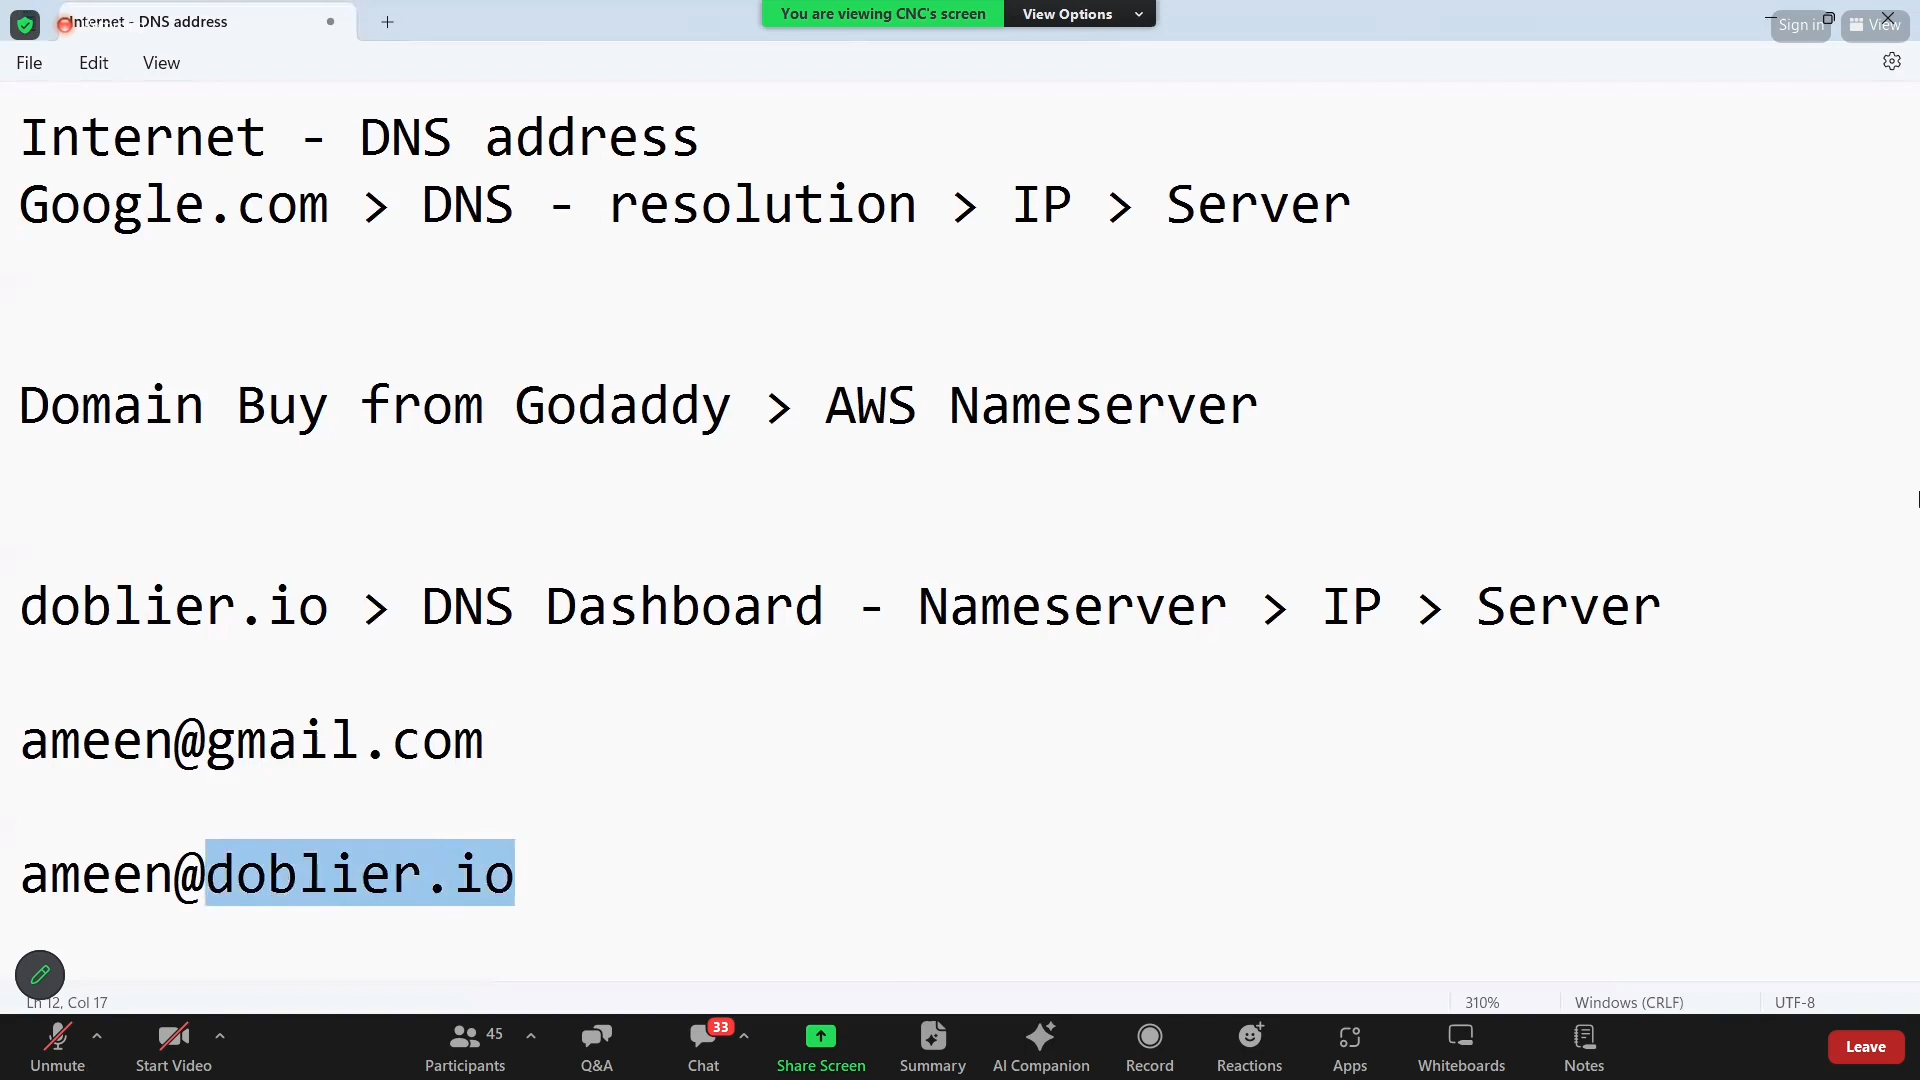 Internet - DNS address
You are viewing CNC's screen View Options
Sign in View
File Edit View
Internet - DNS address
Google.com > DNS - resolution > IP > Server
Domain Buy from Godaddy > AWS Nameserver
doblier.io > DNS Dashboard - Nameserver > IP > Server
ameen@gmail.com
ameen@doblier.io
Ln 12, Col 17 310% Windows (CRLF) UTF-8
45 33
Unmute Start Video Participants Q&A Chat Share Screen Summary AI Companion Record Reactions Apps Whiteboards Notes Leave